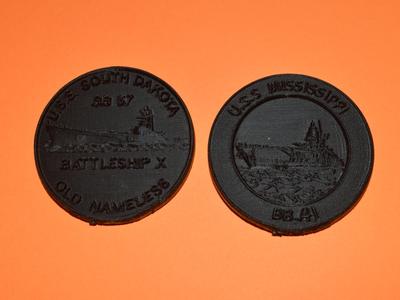 U.S.S. SOUTH DAKOTA
BB 57
BATTLESHIP X
OLD NAMELESS
U.S.S MISSISSIPPI
BB.41